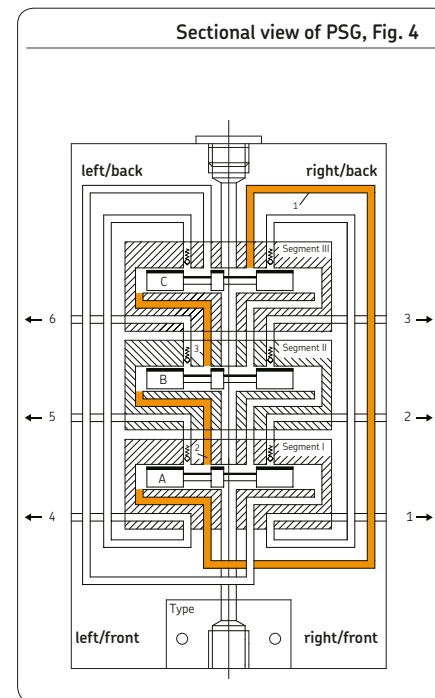 Sectional view of PSG, Fig. 4
left/back
right/back
1
Segment III
C
6
3
Segment II
3
B
5
2
Segment I
2
A
4
1
Type
left/front
right/front